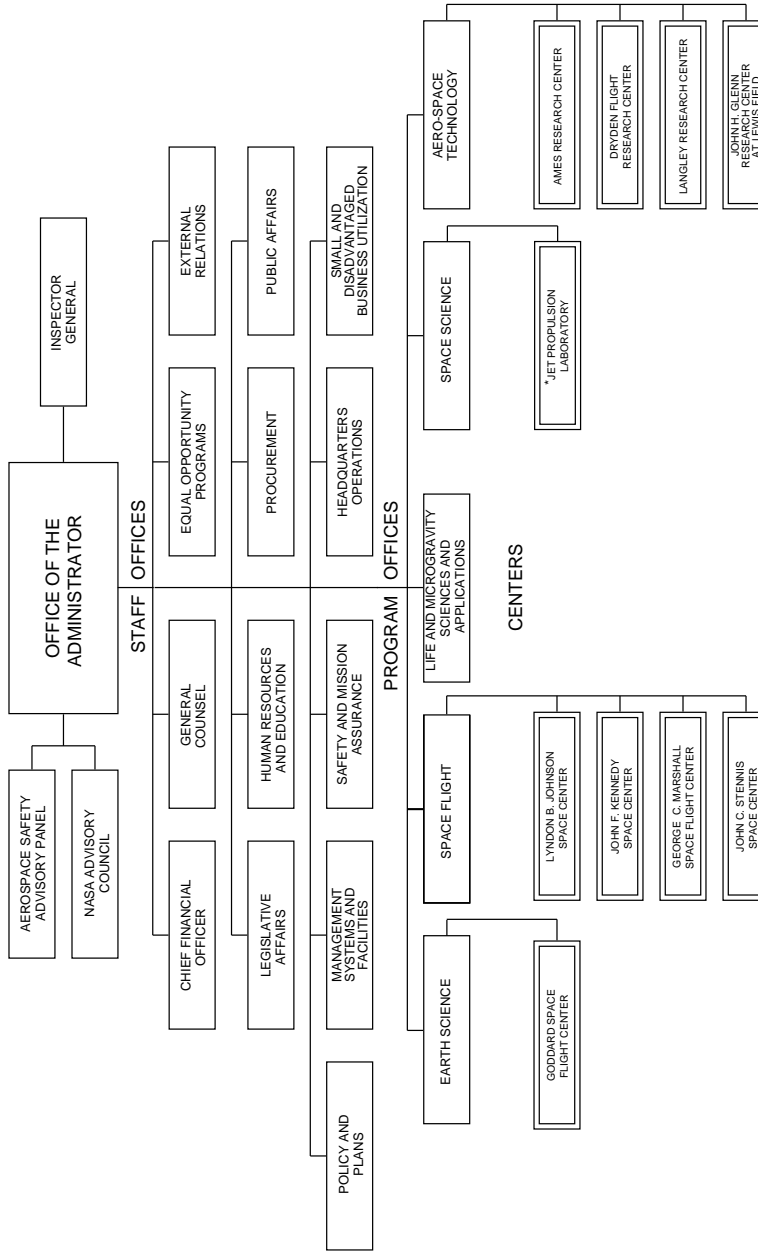 OFFICE OF THE
ADMINISTRATOR
INSPECTOR
GENERAL
AEROSPACE SAFETY
ADVISORY PANEL
NASA ADVISORY
COUNCIL
STAFF OFFICES
CHIEF FINANCIAL
OFFICER
GENERAL
COUNSEL
EQUAL OPPORTUNITY
PROGRAMS
EXTERNAL
RELATIONS
LEGISLATIVE
AFFAIRS
HUMAN RESOURCES
AND EDUCATION
PROCUREMENT
PUBLIC AFFAIRS
POLICY AND
PLANS
MANAGEMENT
SYSTEMS AND
FACILITIES
SAFETY AND MISSION
ASSURANCE
HEADQUARTERS
OPERATIONS
SMALL AND
DISADVANTAGED
BUSINESS UTILIZATION
PROGRAM OFFICES
EARTH SCIENCE
SPACE FLIGHT
LIFE AND MICROGRAVITY
SCIENCES AND
APPLICATIONS
SPACE SCIENCE
AERO-SPACE
TECHNOLOGY
CENTERS
GODDARD SPACE
FLIGHT CENTER
LYNDON B. JOHNSON
SPACE CENTER
JOHN F. KENNEDY
SPACE CENTER
GEORGE C. MARSHALL
SPACE FLIGHT CENTER
JOHN C. STENNIS
SPACE CENTER
*JET PROPULSION
LABORATORY
AMES RESEARCH CENTER
DRYDEN FLIGHT
RESEARCH CENTER
LANGLEY RESEARCH CENTER
JOHN H. GLENN
RESEARCH CENTER
AT LEWIS FIELD